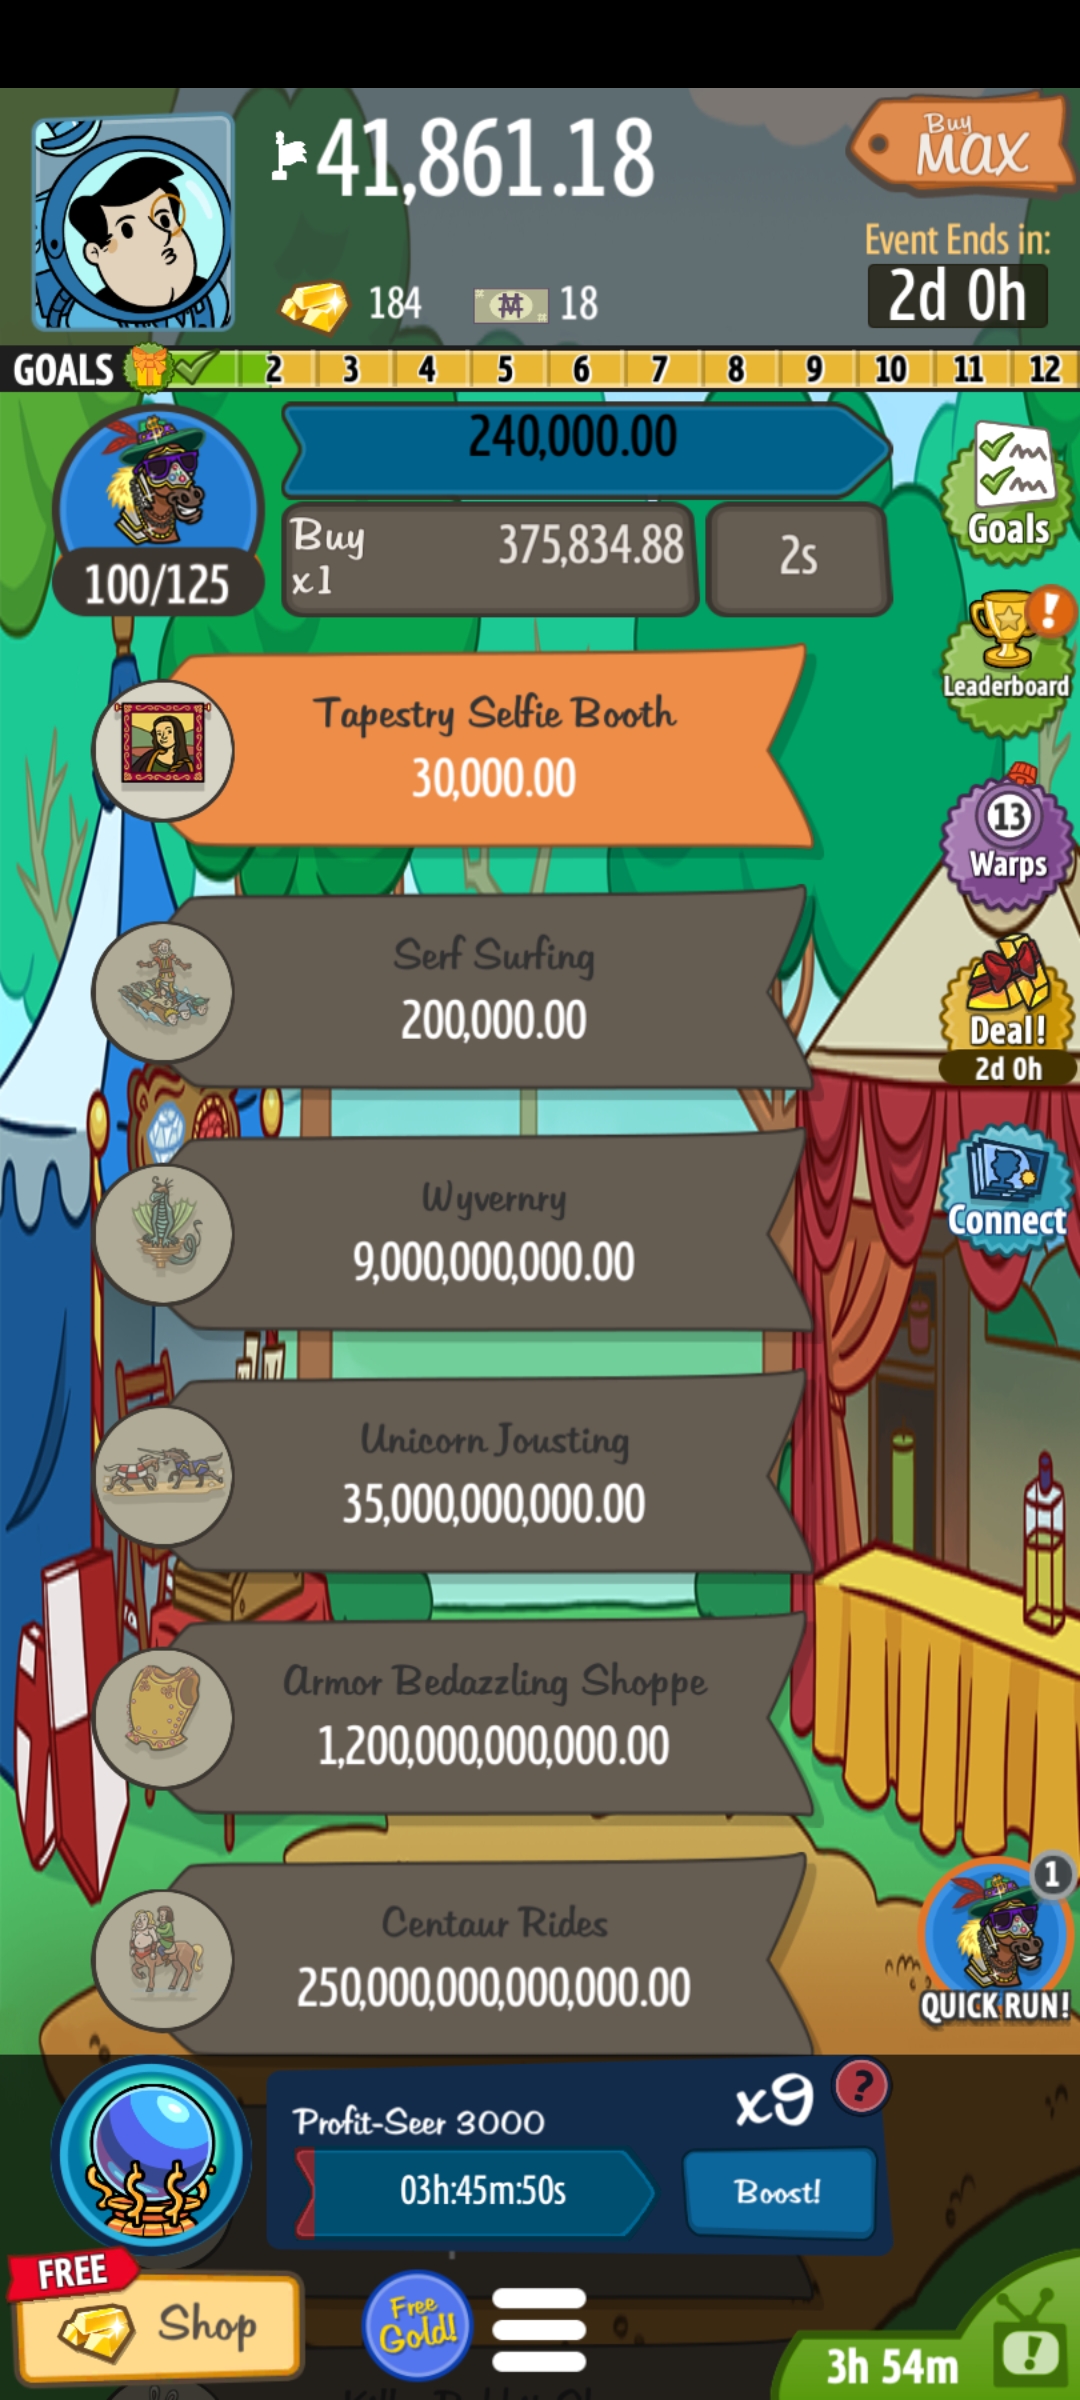 41,861.18
Buy
MAX
Event Ends in:
2d 0h
184
18
GOALS 2 3 4 5 6 7 8 9 10 11 12
240,000.00
Buy
x1
375,834.88
2s
100/125
Goals
Tapestry Selfie Booth
30,000.00
Leaderboard
13
Warps
Serf Surfing
200,000.00
Deal!
2d 0h
Wyvernry
9,000,000,000.00
Connect
Unicorn Jousting
35,000,000,000.00
Armor Bedazzling Shoppe
1,200,000,000,000.00
Centaur Rides
250,000,000,000,000.00
1
QUICK RUN!
Profit-Seer 3000
x9
?
03h:45m:50s
Boost!
FREE
Shop
Free
Gold!
3h 54m